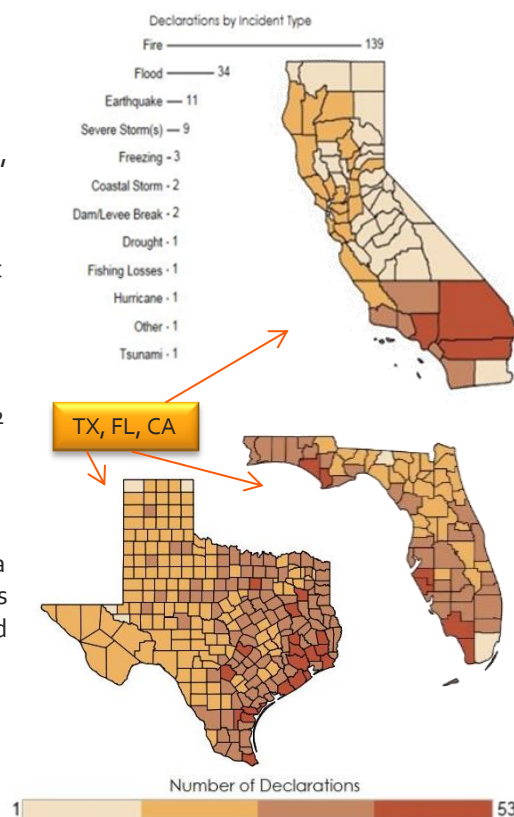 Declarations by Incident Type
Fire 139
Flood 34
Earthquake 11
Severe Storm(s) 9
Freezing 3
Coastal Storm 2
Dam/Levee Break 2
Drought 1
Fishing Losses 1
Hurricane 1
Other 1
Tsunami 1
TX, FL, CA
Number of Declarations
1 53